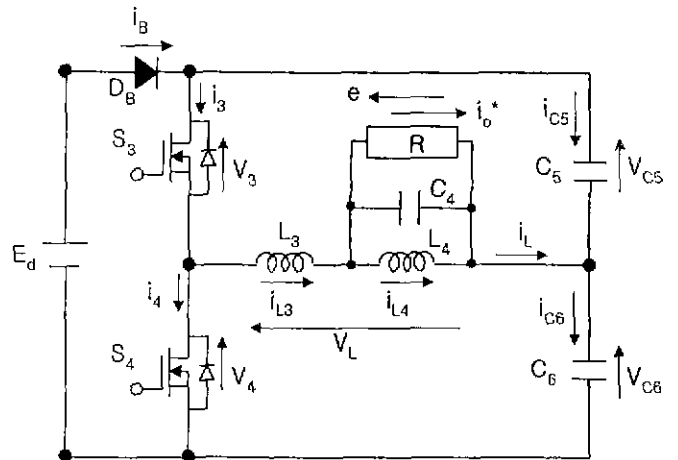 i_B
D_B
i_3
e
i_o*
i_C5
S_3
V_3
R
C_5
V_C5
C_4
L_3
L_4
i_L
E_d
i_4
i_L3
i_L4
i_C6
V_L
S_4
V_4
C_6
V_C6